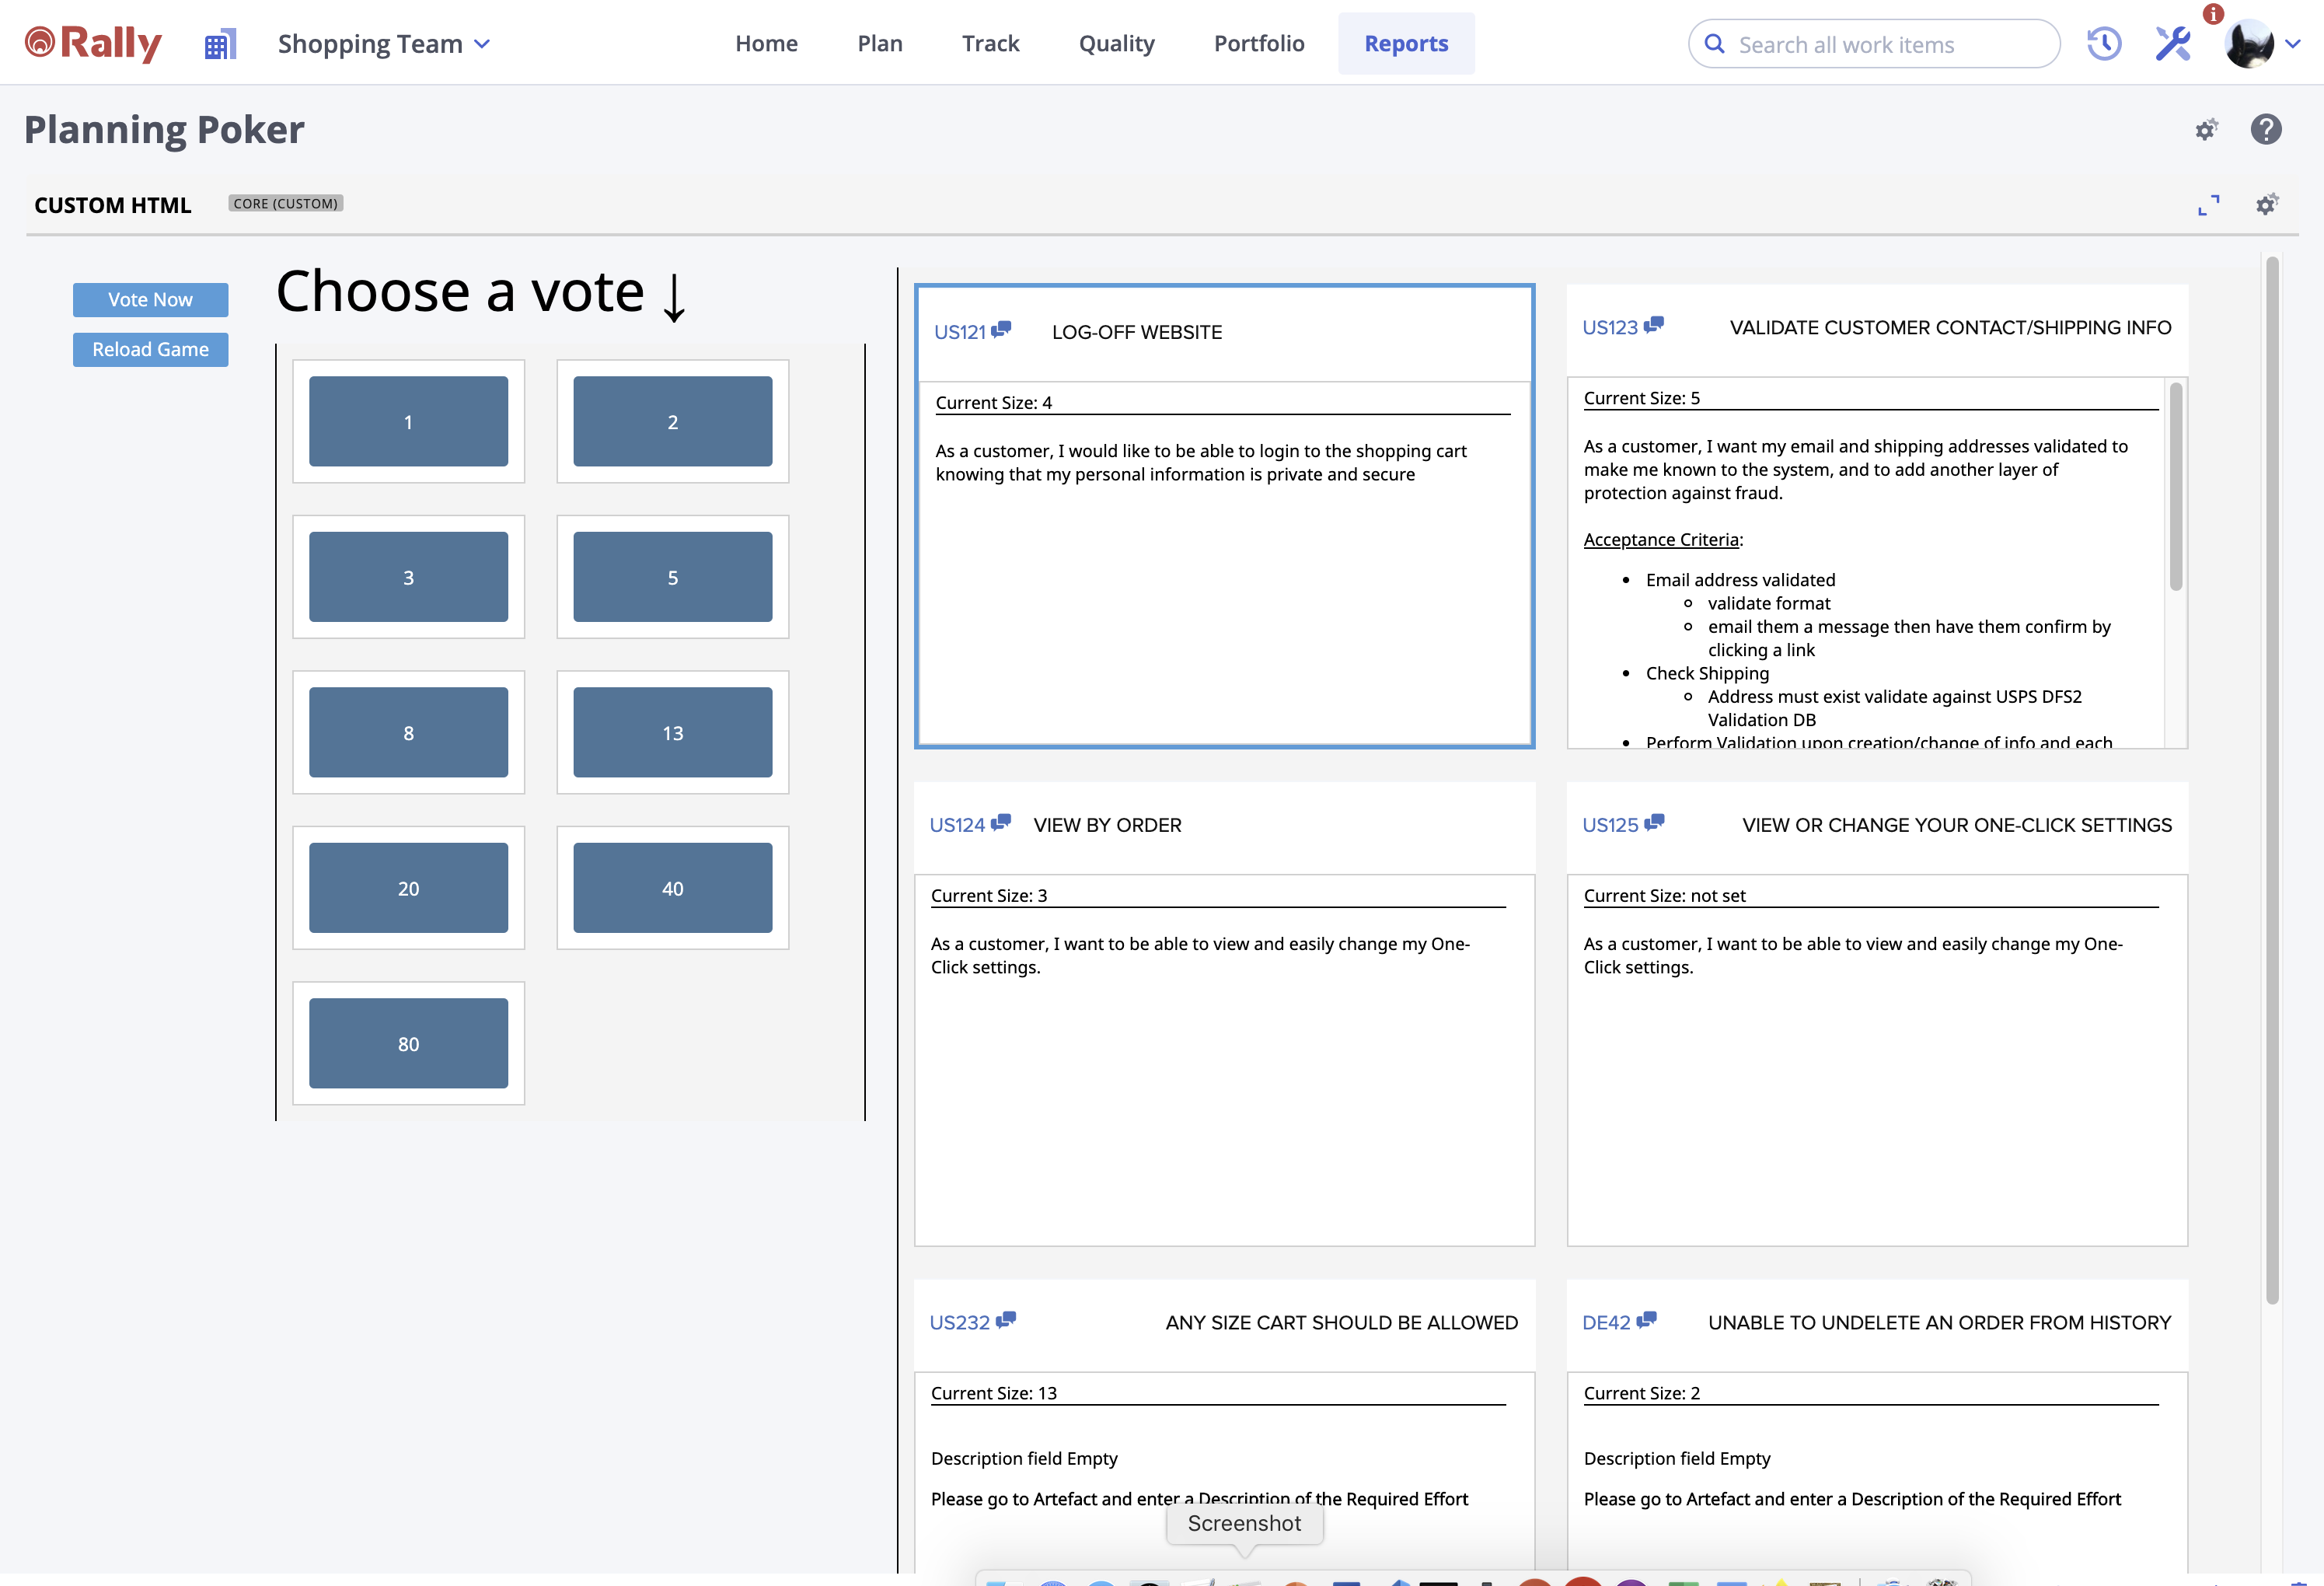 Rally
Shopping Team
Home
Plan
Track
Quality
Portfolio
Reports
Search all work items
i
Planning Poker
?
CUSTOM HTML
CORE (CUSTOM)
Vote Now
Reload Game
Choose a vote ↓
1
2
3
5
8
13
20
40
80
US121
LOG-OFF WEBSITE
Current Size: 4
As a customer, I would like to be able to login to the shopping cart
knowing that my personal information is private and secure
US123
VALIDATE CUSTOMER CONTACT/SHIPPING INFO
Current Size: 5
As a customer, I want my email and shipping addresses validated to
make me known to the system, and to add another layer of
protection against fraud.
Acceptance Criteria:
• Email address validated
o validate format
o email them a message then have them confirm by
clicking a link
• Check Shipping
o Address must exist validate against USPS DFS2
Validation DB
• Perform Validation upon creation/change of info and each
US124
VIEW BY ORDER
Current Size: 3
As a customer, I want to be able to view and easily change my One-
Click settings.
US125
VIEW OR CHANGE YOUR ONE-CLICK SETTINGS
Current Size: not set
As a customer, I want to be able to view and easily change my One-
Click settings.
US232
ANY SIZE CART SHOULD BE ALLOWED
Current Size: 13
Description field Empty
Please go to Artefact and enter a Description of the Required Effort
DE42
UNABLE TO UNDELETE AN ORDER FROM HISTORY
Current Size: 2
Description field Empty
Please go to Artefact and enter a Description of the Required Effort
Screenshot